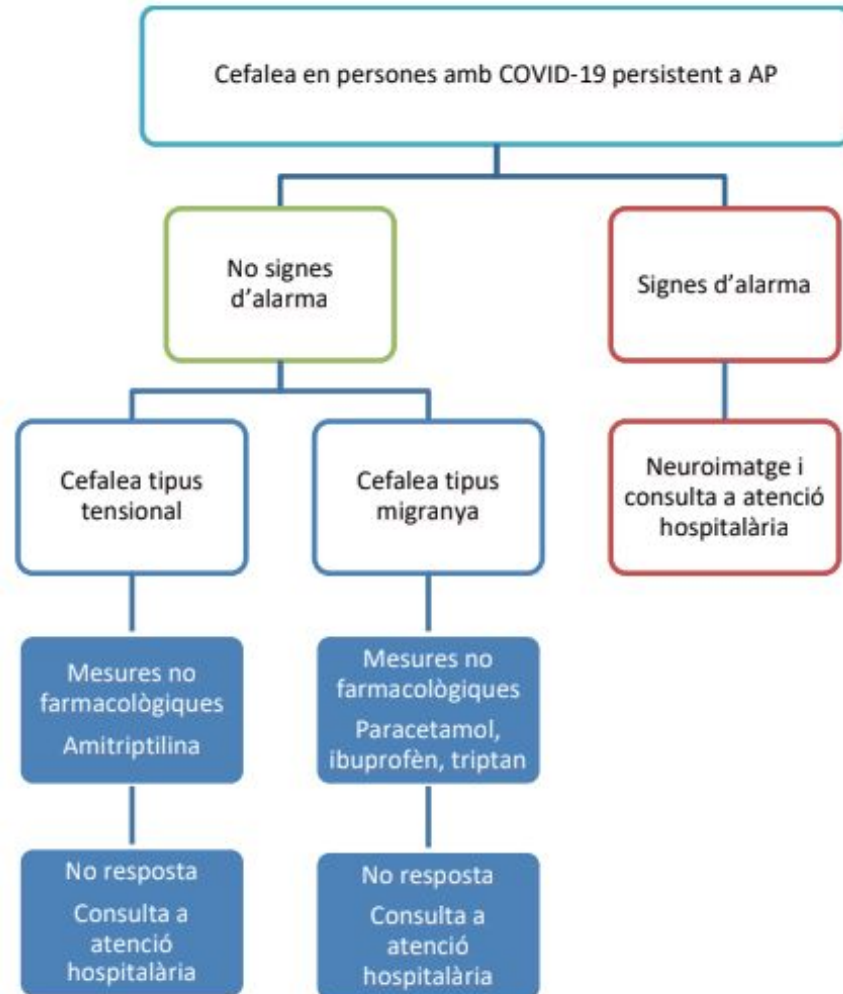 Cefalea en persones amb COVID-19 persistent a AP
No signes
d’alarma
Signes d’alarma
Cefalea tipus
tensional
Cefalea tipus
migranya
Neuroimatge i
consulta a atenció
hospitalària
Mesures no
farmacològiques
Amitriptilina
Mesures no
farmacològiques
Paracetamol,
ibuprofèn, triptan
No resposta
Consulta a
atenció
hospitalària
No resposta
Consulta a
atenció
hospitalària